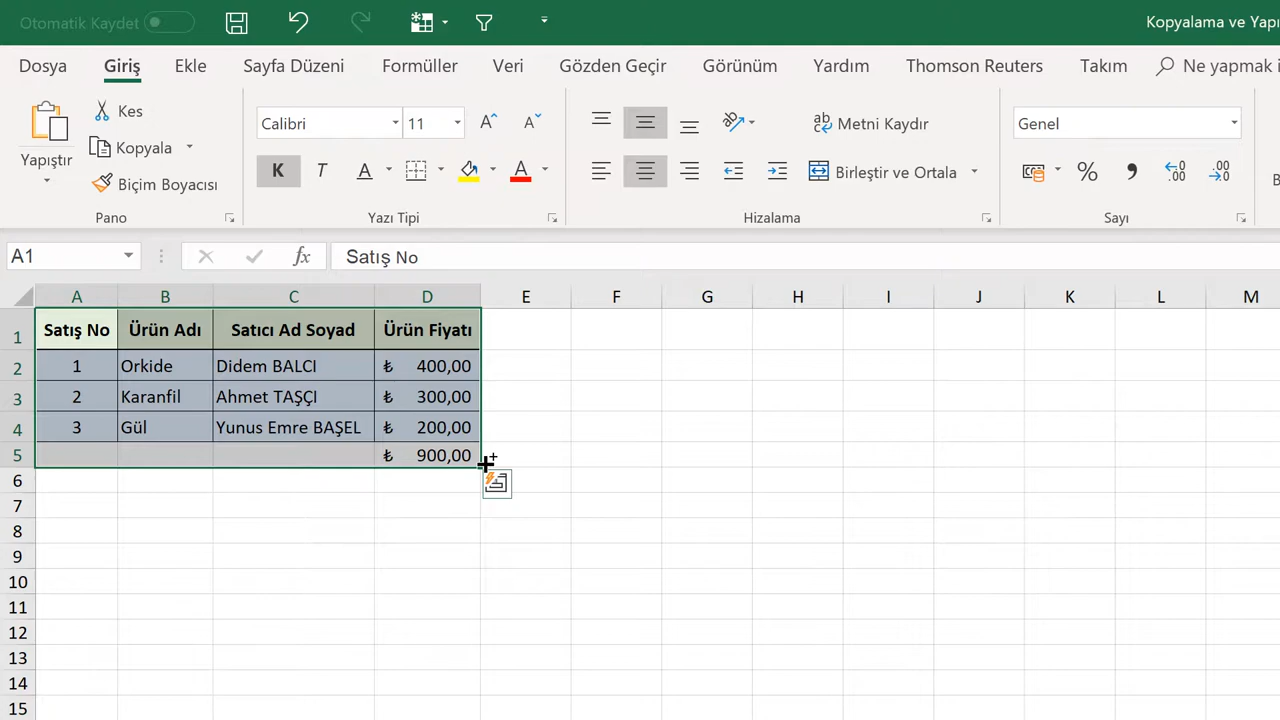 Otomatik Kaydet
Kopyalama ve Yapı
Dosya Giriş Ekle Sayfa Düzeni Formüller Veri Gözden Geçir Görünüm Yardım Thomson Reuters Takım Ne yapmak i
Yapıştır
Kes
Kopyala
Biçim Boyacısı
Pano
Calibri 11
K T A A
Yazı Tipi
Metni Kaydır
Birleştir ve Ortala
Hizalama
Genel
% , ,00 ,0
Sayı
A1 fx Satış No
A B C D E F G H I J K L M
1 Satış No Ürün Adı Satıcı Ad Soyad Ürün Fiyatı
2 1 Orkide Didem BALCI ₺ 400,00
3 2 Karanfil Ahmet TAŞÇI ₺ 300,00
4 3 Gül Yunus Emre BAŞEL ₺ 200,00
5 ₺ 900,00
6
7
8
9
10
11
12
13
14
15